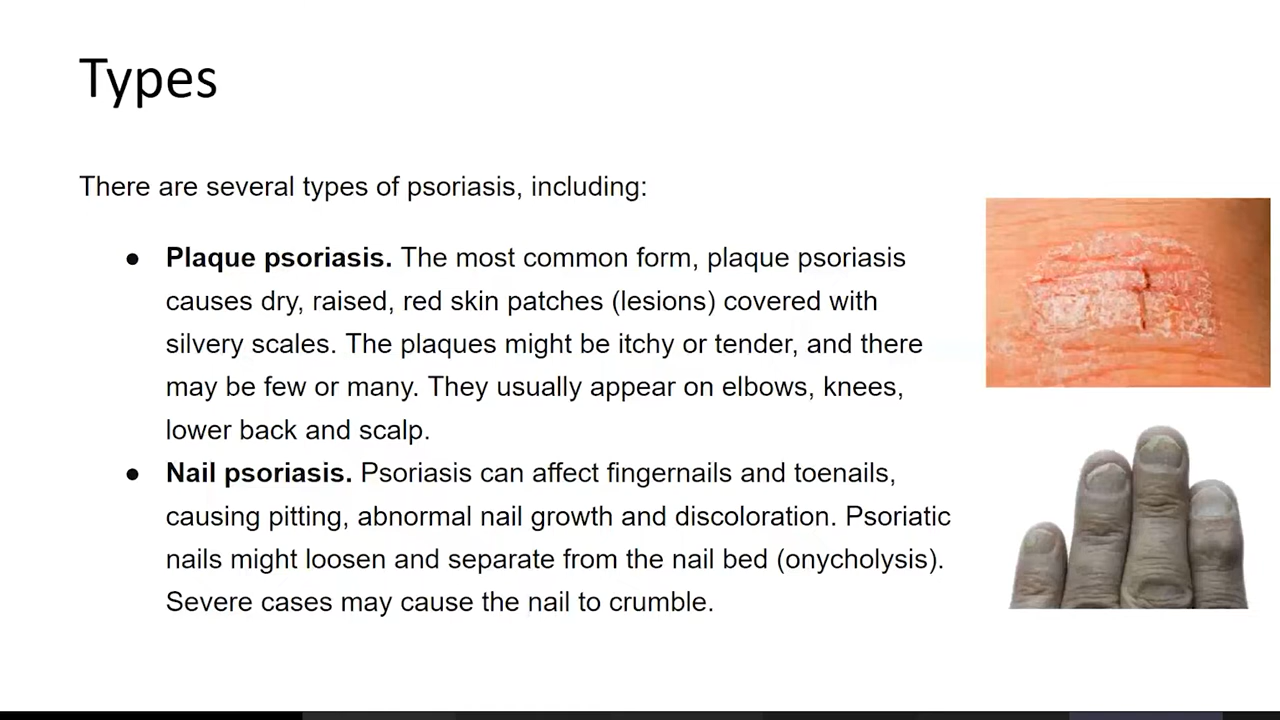 Types
There are several types of psoriasis, including:
● Plaque psoriasis. The most common form, plaque psoriasis
causes dry, raised, red skin patches (lesions) covered with
silvery scales. The plaques might be itchy or tender, and there
may be few or many. They usually appear on elbows, knees,
lower back and scalp.
● Nail psoriasis. Psoriasis can affect fingernails and toenails,
causing pitting, abnormal nail growth and discoloration. Psoriatic
nails might loosen and separate from the nail bed (onycholysis).
Severe cases may cause the nail to crumble.